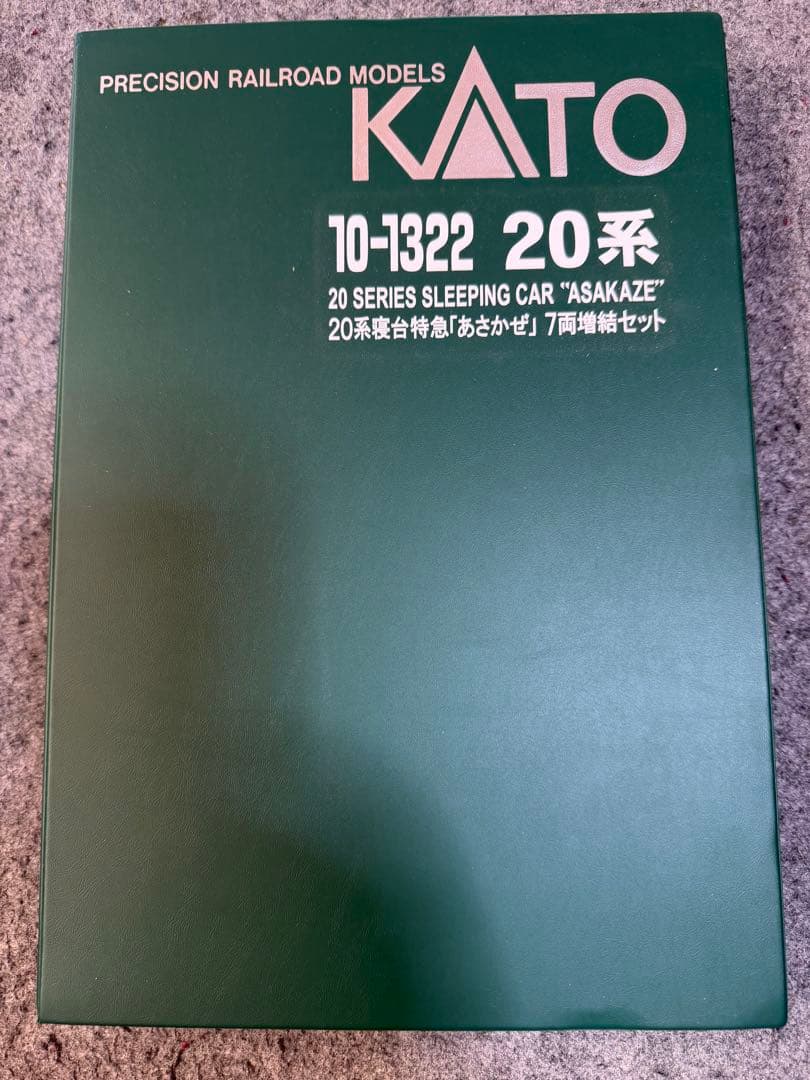 PRECISION RAILROAD MODELS
KATO
10-1322 20系
20 SERIES SLEEPING CAR "ASAKAZE"
20系寝台特急「あさかぜ」 7両増結セット